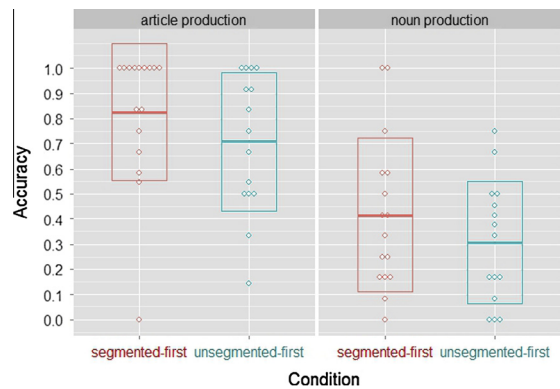 article production
noun production
Accuracy
1.0
0.9
0.8
0.7
0.6
0.5
0.4
0.3
0.2
0.1
0.0
segmented-first
unsegmented-first
segmented-first
unsegmented-first
Condition